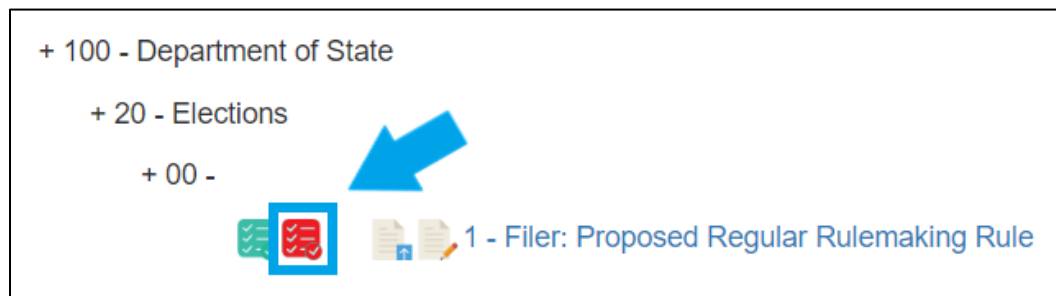 + 100 - Department of State
+ 20 - Elections
+ 00 -
1 - Filer: Proposed Regular Rulemaking Rule